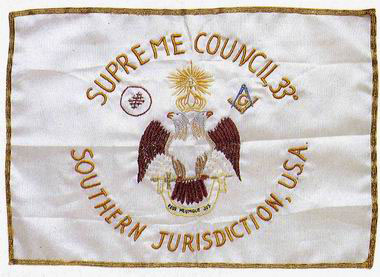 SUPREME COUNCIL, 33°
G
SOUTHERN JURISDICTION, U.S.A.